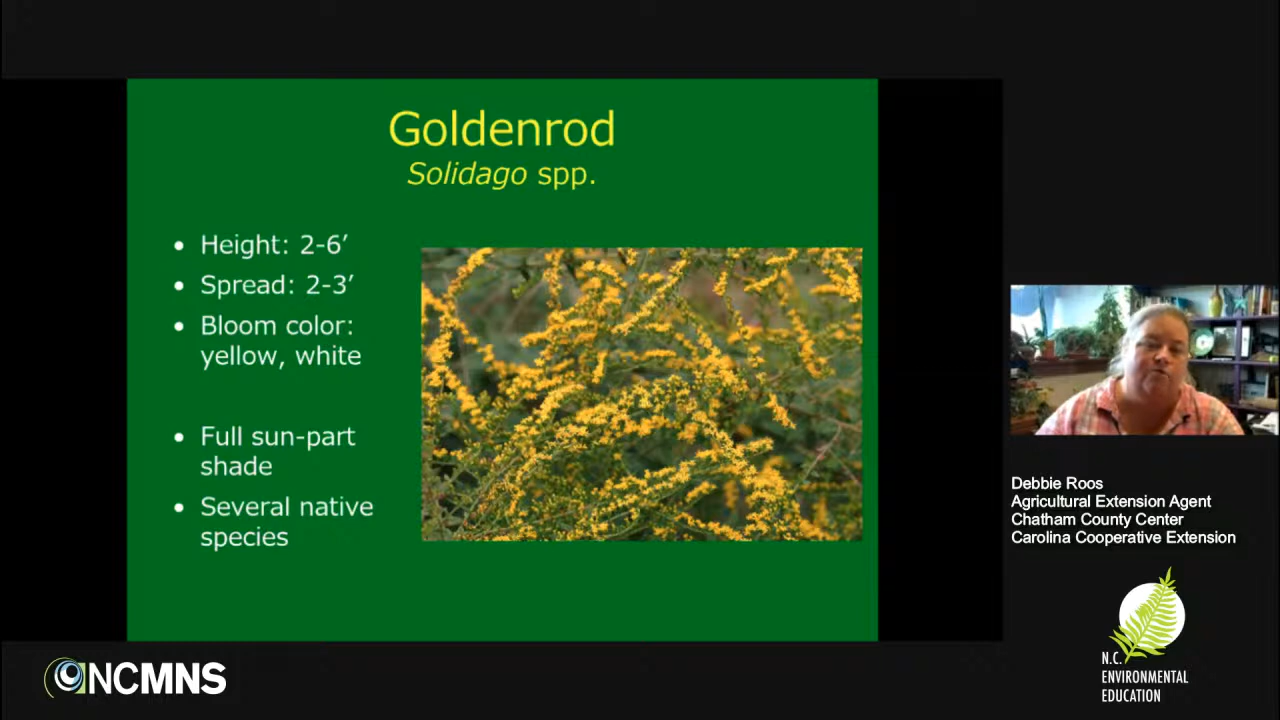 Goldenrod
Solidago spp.
• Height: 2-6′
• Spread: 2-3′
• Bloom color:
yellow, white
• Full sun-part
shade
• Several native
species
Debbie Roos
Agricultural Extension Agent
Chatham County Center
Carolina Cooperative Extension
NCMNS
N.C.
ENVIRONMENTAL
EDUCATION